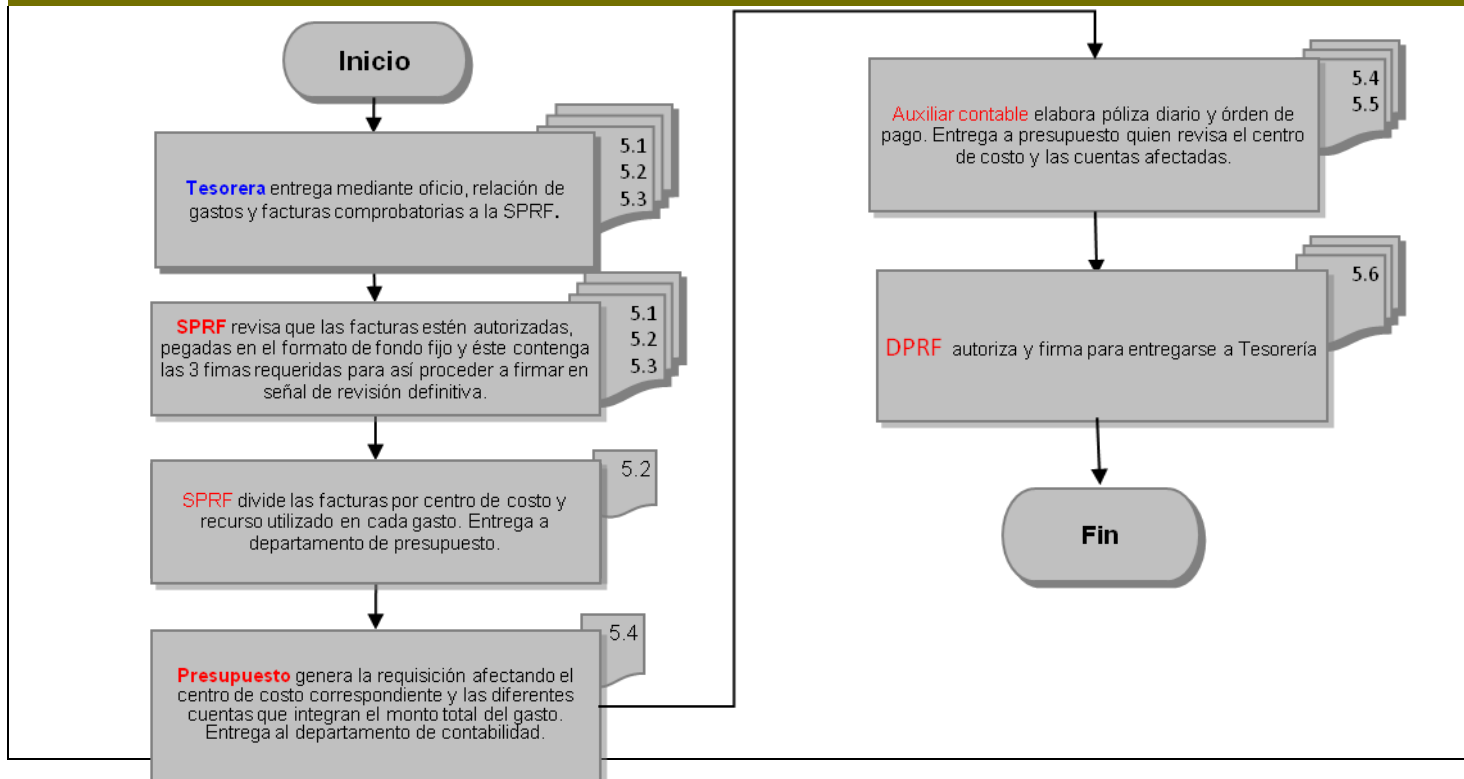 Inicio
Tesorera entrega mediante oficio, relación de
gastos y facturas comprobatorias a la SPRF.
5.1
5.2
5.3
SPRF revisa que las facturas estén autorizadas,
pegadas en el formato de fondo fijo y éste contenga
las 3 fimas requeridas para así proceder a firmar en
señal de revisión definitiva.
5.1
5.2
5.3
SPRF divide las facturas por centro de costo y
recurso utilizado en cada gasto. Entrega a
departamento de presupuesto.
5.2
Presupuesto genera la requisición afectando el
centro de costo correspondiente y las diferentes
cuentas que integran el monto total del gasto.
Entrega al departamento de contabilidad.
5.4
Auxiliar contable elabora póliza diario y órden de
pago. Entrega a presupuesto quien revisa el centro
de costo y las cuentas afectadas.
5.4
5.5
DPRF autoriza y firma para entregarse a Tesorería
5.6
Fin